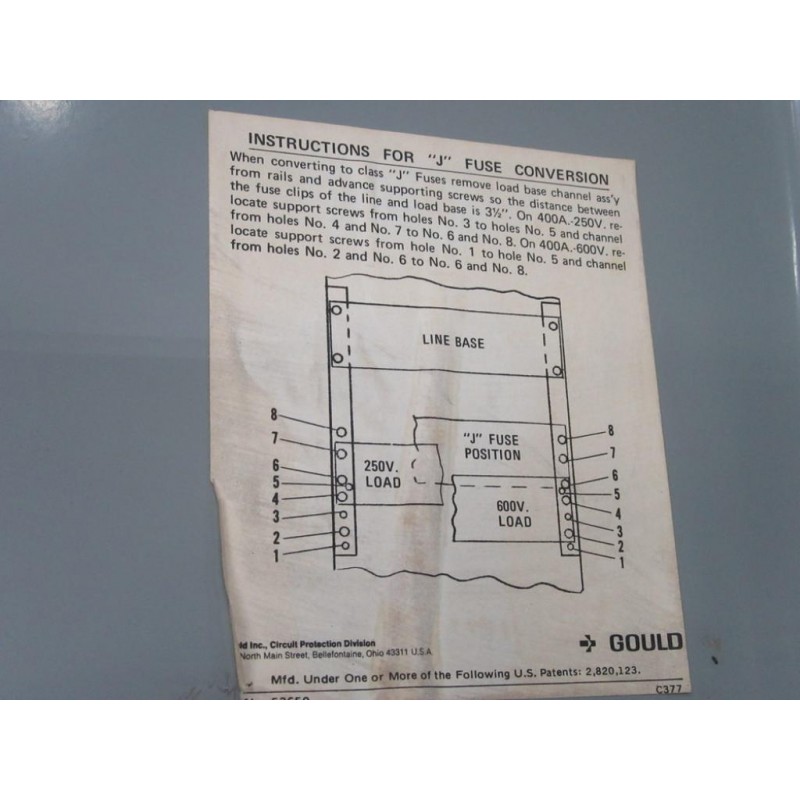 INSTRUCTIONS FOR "J" FUSE CONVERSION
When converting to class "J" Fuses remove load base channel ass'y
from rails and advance supporting screws so the distance between
the fuse clips of the line and load base is 3½". On 400A.-250V. re-
locate support screws from holes No. 3 to holes No. 5 and channel
from holes No. 4 and No. 7 to No. 6 and No. 8. On 400A.-600V. re-
locate support screws from hole No. 1 to hole No. 5 and channel
from holes No. 2 and No. 6 to No. 6 and No. 8.
LINE BASE
8
7
6
5
4
3
2
1
250V.
LOAD
"J" FUSE
POSITION
600V.
LOAD
8
7
6
5
4
3
2
1
ld Inc., Circuit Protection Division
North Main Street, Bellefontaine, Ohio 43311 U.S.A.
GOULD
Mfd. Under One or More of the Following U.S. Patents: 2,820,123.
C377